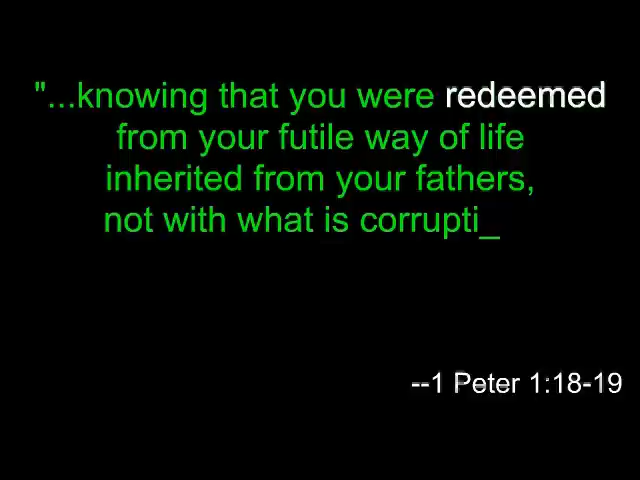 "...knowing that you were redeemed
from your futile way of life
inherited from your fathers,
not with what is corrupti_
--1 Peter 1:18-19